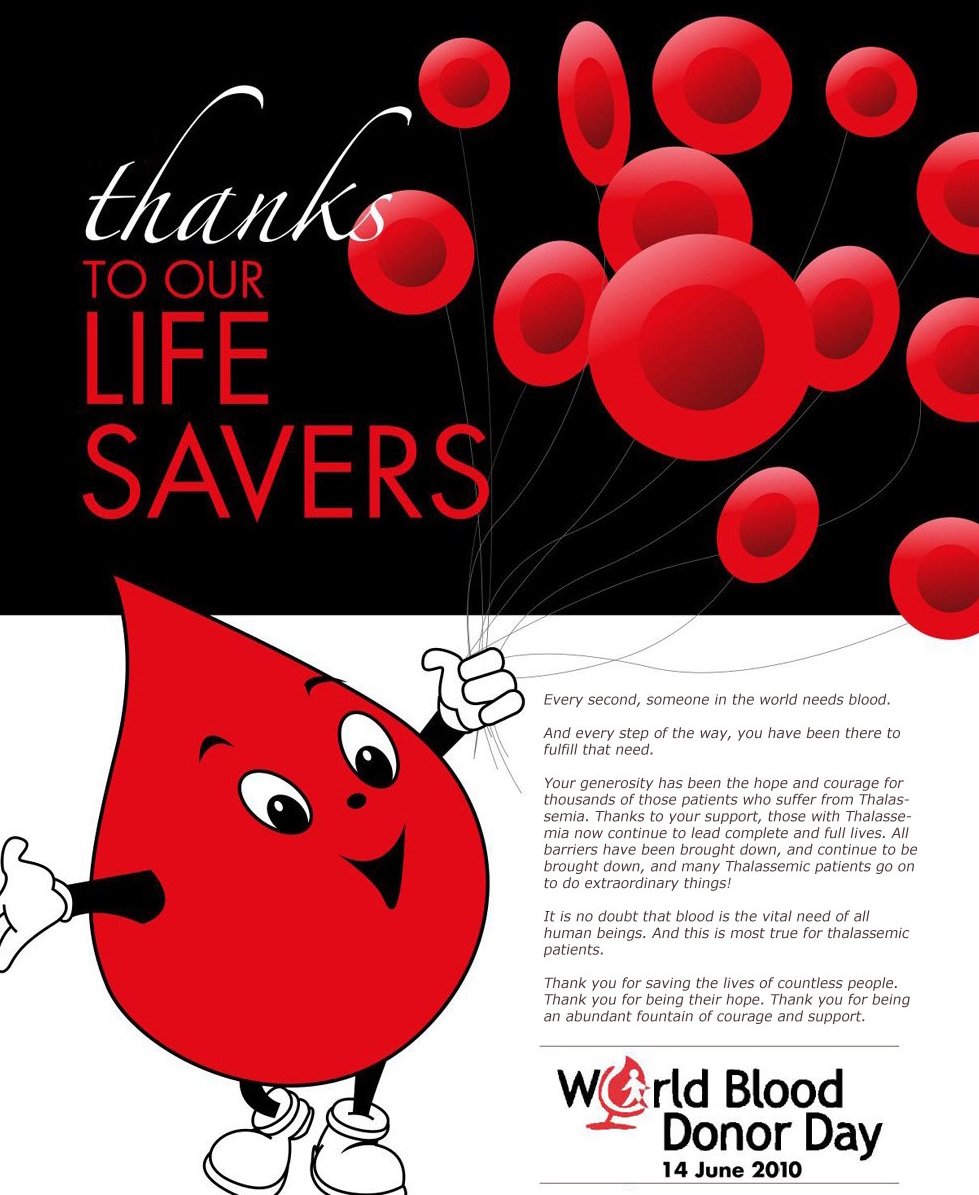 thanks
TO OUR
LIFE
SAVERS
Every second, someone in the world needs blood.
And every step of the way, you have been there to
fulfill that need.
Your generosity has been the hope and courage for
thousands of those patients who suffer from Thalas-
semia. Thanks to your support, those with Thalasse-
mia now continue to lead complete and full lives. All
barriers have been brought down, and continue to be
brought down, and many Thalassemic patients go on
to do extraordinary things!
It is no doubt that blood is the vital need of all
human beings. And this is most true for thalassemic
patients.
Thank you for saving the lives of countless people.
Thank you for being their hope. Thank you for being
an abundant fountain of courage and support.
World Blood
Donor Day
14 June 2010